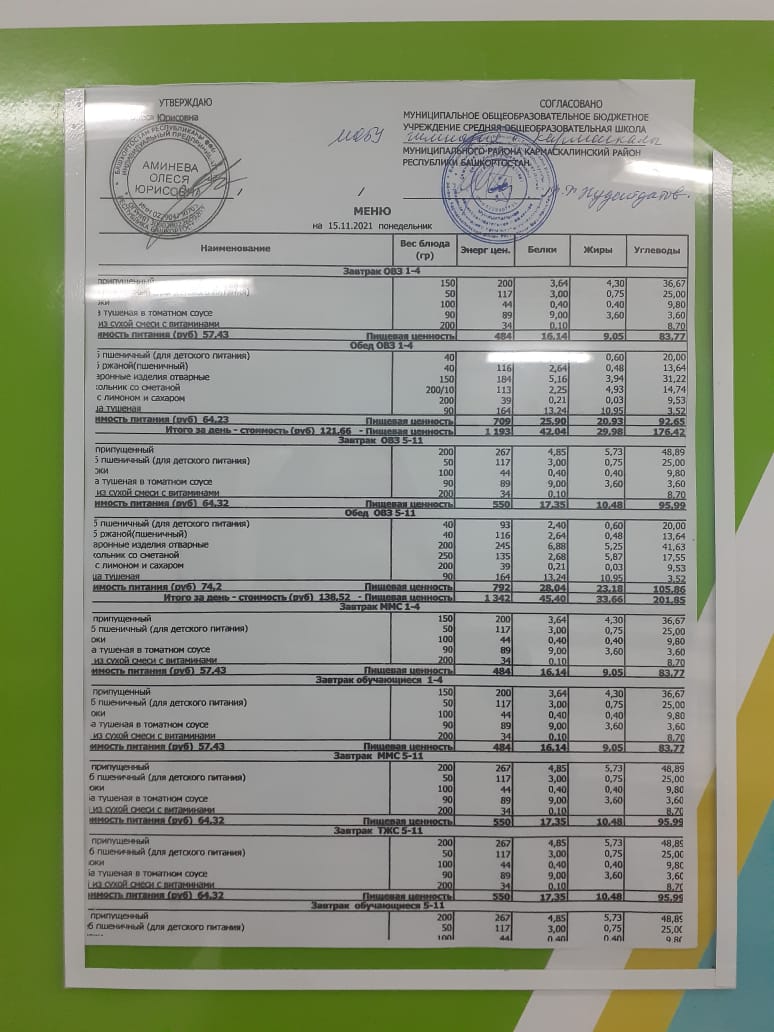 УТВЕРЖДАЮ
СОГЛАСОВАНО
Юрисовна
МУНИЦИПАЛЬНОЕ ОБЩЕОБРАЗОВАТЕЛЬНОЕ БЮДЖЕТНОЕ
УЧРЕЖДЕНИЕ СРЕДНЯЯ ОБЩЕОБРАЗОВАТЕЛЬНАЯ ШКОЛА
МОБУ гимназия с. Кармаскалы
МУНИЦИПАЛЬНОГО РАЙОНА КАРМАСКАЛИНСКИЙ РАЙОН
РЕСПУБЛИКИ БАШКОРТОСТАН
АМИНЕВА
ОЛЕСЯ
ЮРИСОВНА
/ /
МЕНЮ
на 15.11.2021 понедельник
Наименование Вес блюда (гр) Энерг цен. Белки Жиры Углеводы
Завтрак ОВЗ 1-4
припущенный 150 200 3,64 4,30 36,67
50 117 3,00 0,75 25,00
оки 100 44 0,40 0,40 9,80
а тушеная в томатном соусе 90 89 9,00 3,60 3,60
из сухой смеси с витаминами 200 34 0,10 8,70
имость питания (руб) 57,43 Пищевая ценность 484 16,14 9,05 83,77
Обед ОВЗ 1-4
б пшеничный (для детского питания) 40 0,60 20,00
б ржаной(пшеничный) 40 116 2,64 0,48 13,64
аронные изделия отварные 150 184 5,16 3,94 31,22
сольник со сметаной 200/10 113 2,25 4,93 14,74
с лимоном и сахаром 200 39 0,21 0,03 9,53
ца тушеная 90 164 13,24 10,95 3,52
имость питания (руб) 64,23 Пищевая ценность 709 25,90 20,93 92,65
Итого за день - стоимость (руб) 121,66 - Пищевая ценность 1 193 42,04 29,98 176,42
Завтрак ОВЗ 5-11
припущенный 200 267 4,85 5,73 48,89
б пшеничный (для детского питания) 50 117 3,00 0,75 25,00
оки 100 44 0,40 0,40 9,80
а тушеная в томатном соусе 90 89 9,00 3,60 3,60
из сухой смеси с витаминами 200 34 0,10 8,70
имость питания (руб) 64,32 Пищевая ценность 550 17,35 10,48 95,99
Обед ОВЗ 5-11
б пшеничный (для детского питания) 40 93 2,40 0,60 20,00
б ржаной(пшеничный) 40 116 2,64 0,48 13,64
аронные изделия отварные 200 245 6,88 5,25 41,63
сольник со сметаной 250 135 2,68 5,87 17,55
с лимоном и сахаром 200 39 0,21 0,03 9,53
ца тушеная 90 164 13,24 10,95 3,52
имость питания (руб) 74,2 Пищевая ценность 792 28,04 23,18 105,86
Итого за день - стоимость (руб) 138,52 - Пищевая ценность 1 342 45,40 33,66 201,85
Завтрак ММС 1-4
припущенный 150 200 3,64 4,30 36,67
б пшеничный (для детского питания) 50 117 3,00 0,75 25,00
оки 100 44 0,40 0,40 9,80
а тушеная в томатном соусе 90 89 9,00 3,60 3,60
из сухой смеси с витаминами 200 34 0,10 8,70
имость питания (руб) 57,43 Пищевая ценность 484 16,14 9,05 83,77
Завтрак обучающиеся 1-4
припущенный 150 200 3,64 4,30 36,67
б пшеничный (для детского питания) 50 117 3,00 0,75 25,00
оки 100 44 0,40 0,40 9,80
а тушеная в томатном соусе 90 89 9,00 3,60 3,60
из сухой смеси с витаминами 200 34 0,10 8,70
имость питания (руб) 57,43 Пищевая ценность 484 16,14 9,05 83,77
Завтрак ММС 5-11
припущенный 200 267 4,85 5,73 48,89
б пшеничный (для детского питания) 50 117 3,00 0,75 25,00
оки 100 44 0,40 0,40 9,80
а тушеная в томатном соусе 90 89 9,00 3,60 3,60
из сухой смеси с витаминами 200 34 0,10 8,70
имость питания (руб) 64,32 Пищевая ценность 550 17,35 10,48 95,99
Завтрак ТЖС 5-11
припущенный 200 267 4,85 5,73 48,89
б пшеничный (для детского питания) 50 117 3,00 0,75 25,00
оки 100 44 0,40 0,40 9,80
а тушеная в томатном соусе 90 89 9,00 3,60 3,60
из сухой смеси с витаминами 200 34 0,10 8,70
имость питания (руб) 64,32 Пищевая ценность 550 17,35 10,48 95,99
Завтрак обучающиеся 5-11
припущенный 200 267 4,85 5,73 48,89
б пшеничный (для детского питания) 50 117 3,00 0,75 25,00
100 44 0,40 0,40 9,80